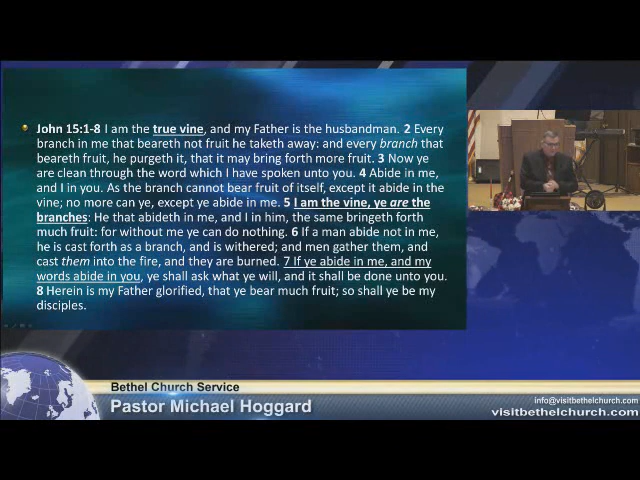 John 15:1-8 I am the true vine, and my Father is the husbandman. 2 Every
branch in me that beareth not fruit he taketh away: and every branch that
beareth fruit, he purgeth it, that it may bring forth more fruit. 3 Now ye
are clean through the word which I have spoken unto you. 4 Abide in me,
and I in you. As the branch cannot bear fruit of itself, except it abide in the
vine; no more can ye, except ye abide in me. 5 I am the vine, ye are the
branches: He that abideth in me, and I in him, the same bringeth forth
much fruit: for without me ye can do nothing. 6 If a man abide not in me,
he is cast forth as a branch, and is withered; and men gather them, and
cast them into the fire, and they are burned. 7 If ye abide in me, and my
words abide in you, ye shall ask what ye will, and it shall be done unto you.
8 Herein is my Father glorified, that ye bear much fruit; so shall ye be my
disciples.
Bethel Church Service
Pastor Michael Hoggard
info@visitbethelchurch.com
visitbethelchurch.com